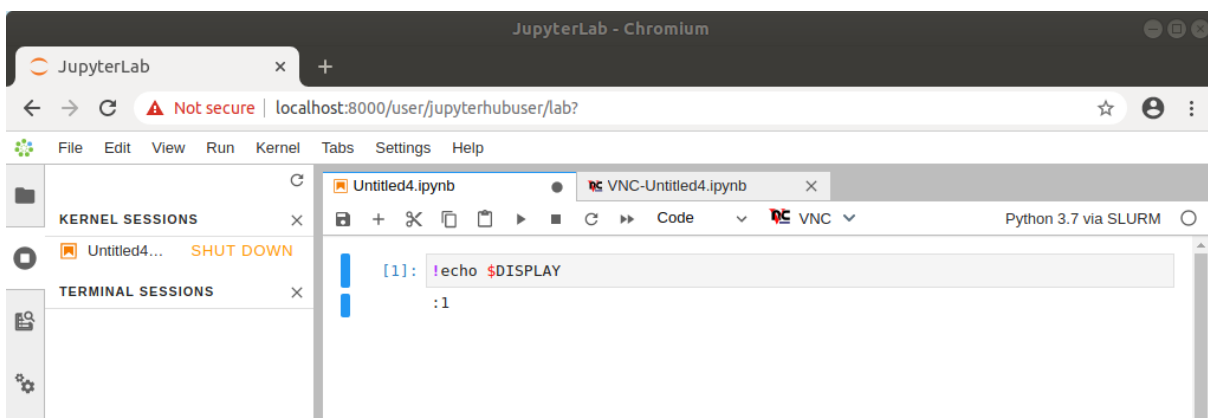 JupyterLab - Chromium
JupyterLab
Not secure | localhost:8000/user/jupyterhubuser/lab?
File Edit View Run Kernel Tabs Settings Help
Untitled4.ipynb VNC-Untitled4.ipynb
KERNEL SESSIONS
Code VNC Python 3.7 via SLURM
Untitled4... SHUT DOWN
[1]: !echo $DISPLAY
TERMINAL SESSIONS
:1